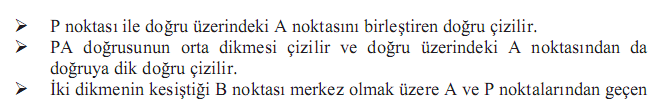 ➢ P noktası ile doğru üzerindeki A noktasını birleştiren doğru çizilir.
➢ PA doğrusunun orta dikmesi çizilir ve doğru üzerindeki A noktasından da
doğruya dik doğru çizilir.
➢ İki dikmenin kesiştiği B noktası merkez olmak üzere A ve P noktalarından geçen